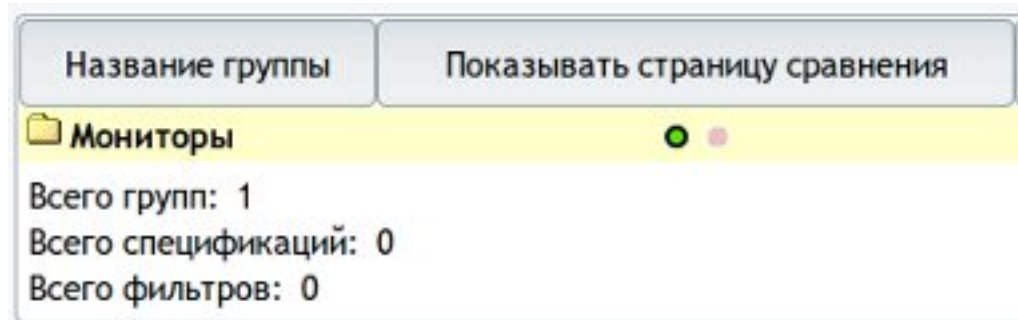 Название группы Показывать страницу сравнения
Мониторы
Всего групп: 1
Всего спецификаций: 0
Всего фильтров: 0